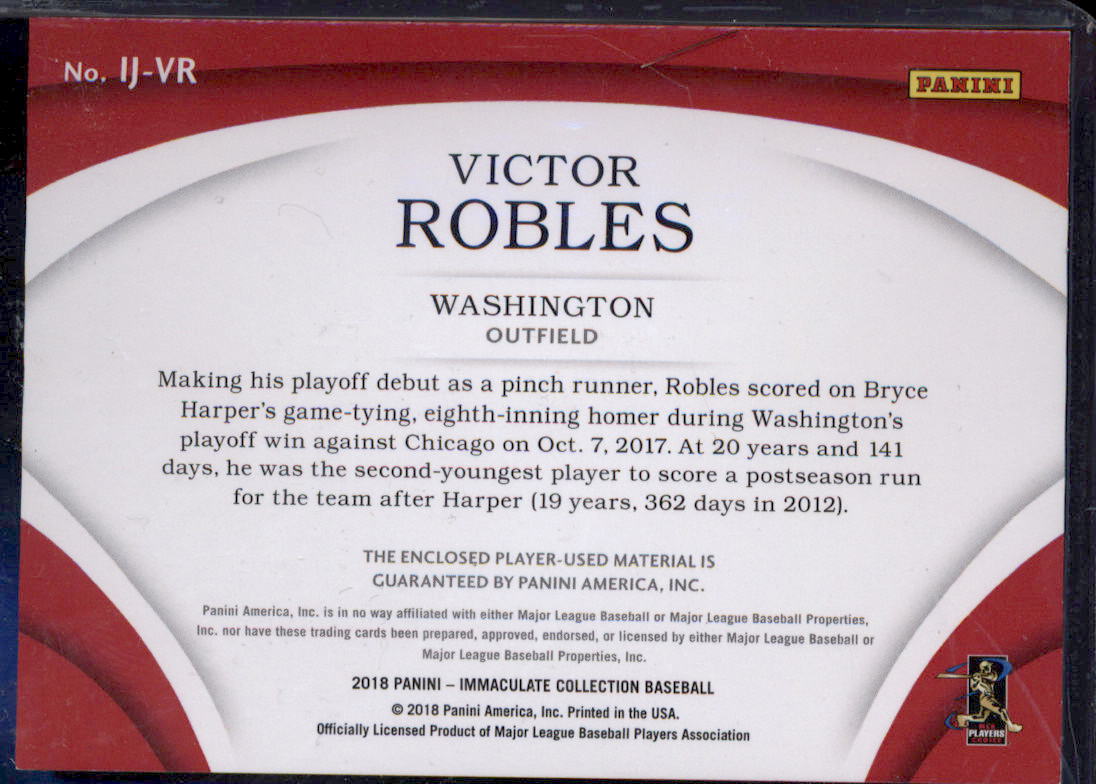 No. IJ-VR
PANINI
VICTOR
ROBLES
WASHINGTON
OUTFIELD
Making his playoff debut as a pinch runner, Robles scored on Bryce
Harper's game-tying, eighth-inning homer during Washington's
playoff win against Chicago on Oct. 7, 2017. At 20 years and 141
days, he was the second-youngest player to score a postseason run
for the team after Harper (19 years, 362 days in 2012).
THE ENCLOSED PLAYER-USED MATERIAL IS
GUARANTEED BY PANINI AMERICA, INC.
Panini America, Inc. is in no way affiliated with either Major League Baseball or Major League Baseball Properties,
Inc. nor have these trading cards been prepared, approved, endorsed, or licensed by either Major League Baseball or
Major League Baseball Properties, Inc.
2018 PANINI – IMMACULATE COLLECTION BASEBALL
© 2018 Panini America, Inc. Printed in the USA.
Officially Licensed Product of Major League Baseball Players Association
MLB
PLAYERS
CHOICE